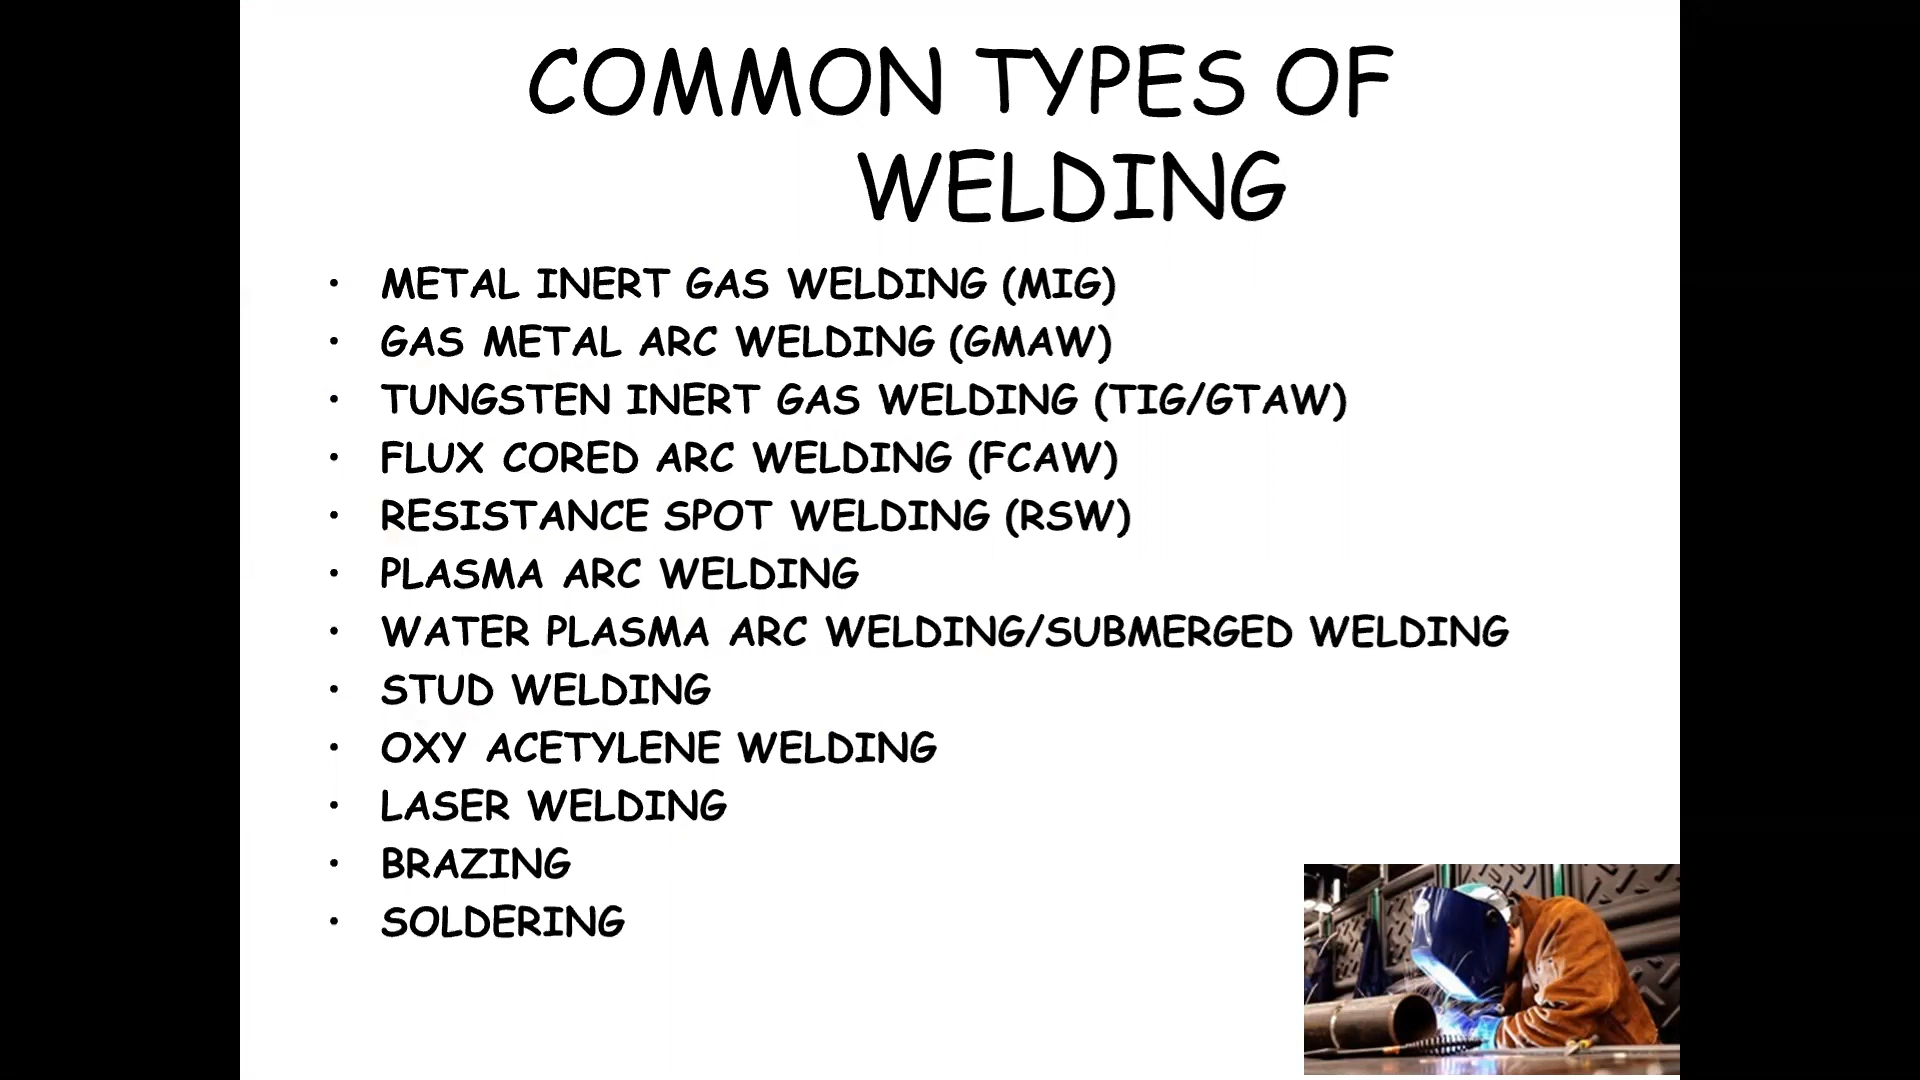 COMMON TYPES OF
WELDING
• METAL INERT GAS WELDING (MIG)
• GAS METAL ARC WELDING (GMAW)
• TUNGSTEN INERT GAS WELDING (TIG/GTAW)
• FLUX CORED ARC WELDING (FCAW)
• RESISTANCE SPOT WELDING (RSW)
• PLASMA ARC WELDING
• WATER PLASMA ARC WELDING/SUBMERGED WELDING
• STUD WELDING
• OXY ACETYLENE WELDING
• LASER WELDING
• BRAZING
• SOLDERING